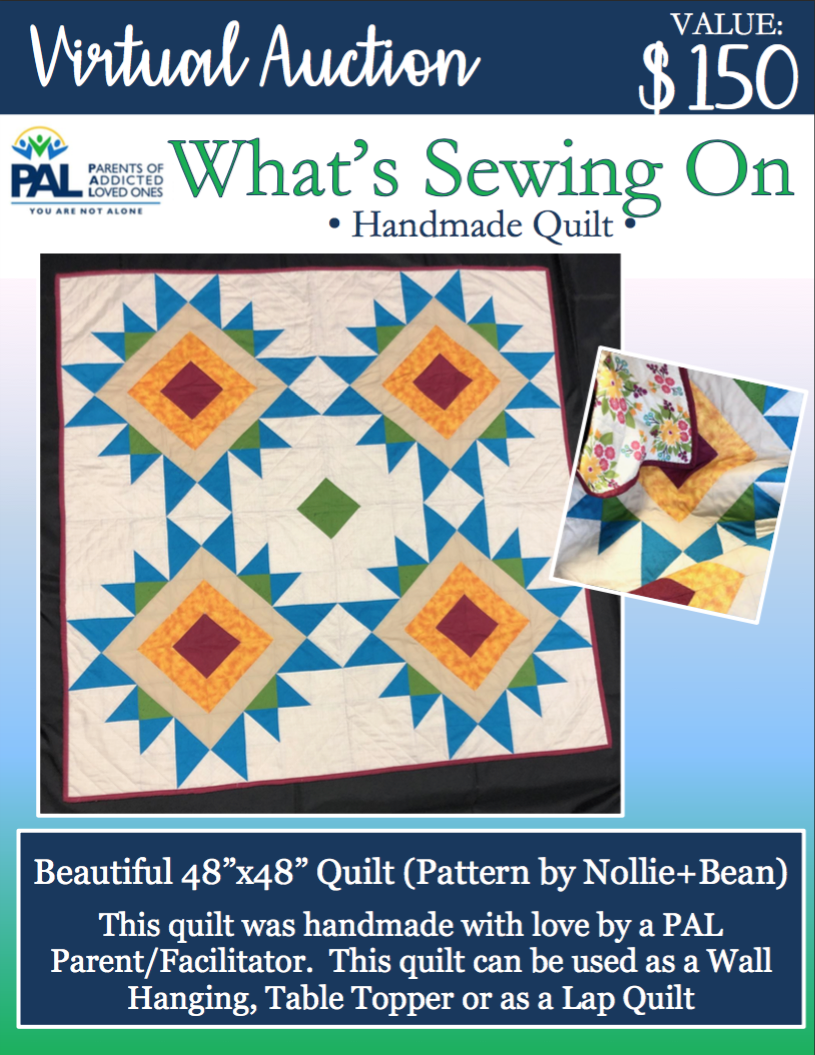 Virtual Auction
VALUE:
$150
PAL
PARENTS OF
ADDICTED
LOVED ONES
YOU ARE NOT ALONE
What's Sewing On
• Handmade Quilt •
Beautiful 48”x48” Quilt (Pattern by Nollie+Bean)
This quilt was handmade with love by a PAL
Parent/Facilitator.  This quilt can be used as a Wall
Hanging, Table Topper or as a Lap Quilt